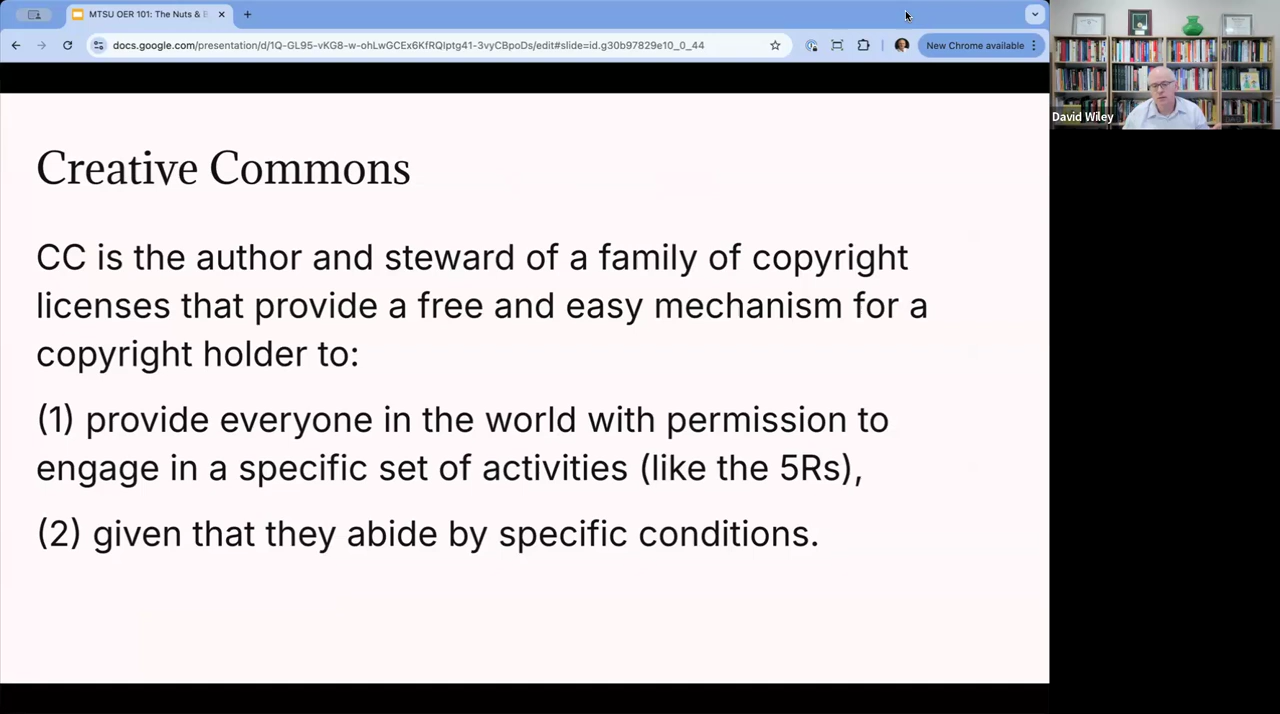 MTSU OER 101: The Nuts & B
docs.google.com/presentation/d/1Q-GL95-vKG8-w-ohLwGCEx6KfRQlptg41-3vyCBpoDs/edit#slide=id.g30b97829e10_0_44
New Chrome available
David Wiley
Creative Commons
CC is the author and steward of a family of copyright
licenses that provide a free and easy mechanism for a
copyright holder to:
(1) provide everyone in the world with permission to
engage in a specific set of activities (like the 5Rs),
(2) given that they abide by specific conditions.